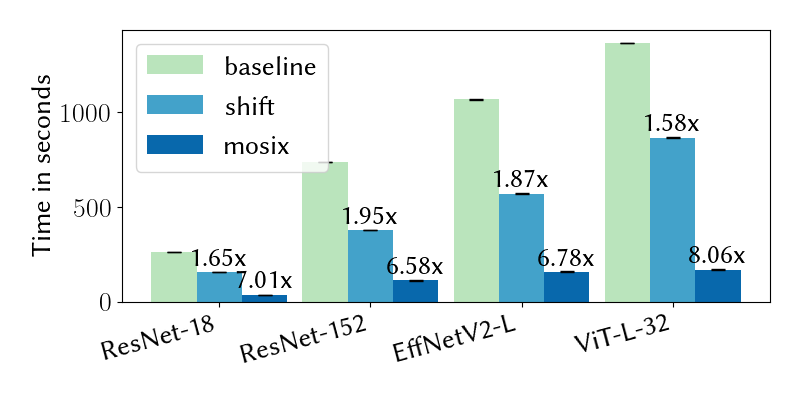 Time in seconds
1000
500
0
baseline
shift
mosix
1.65x
7.01x
1.95x
6.58x
1.87x
6.78x
1.58x
8.06x
ResNet-18
ResNet-152
EffNetV2-L
ViT-L-32